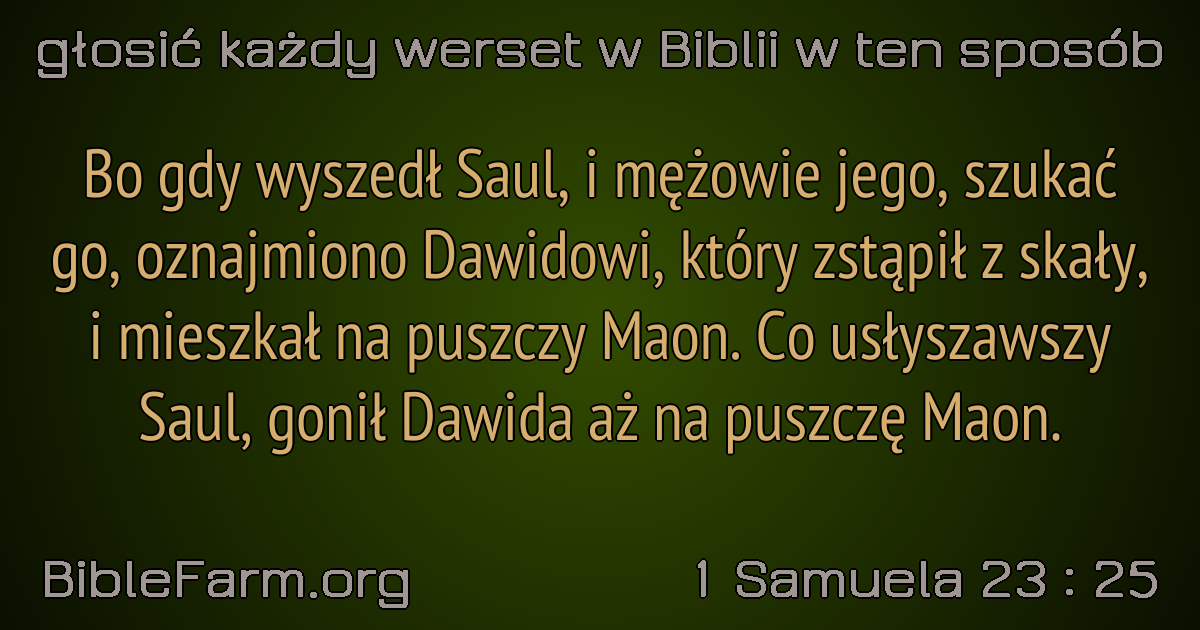 głosić każdy werset w Biblii w ten sposób
Bo gdy wyszedł Saul, i mężowie jego, szukać
go, oznajmiono Dawidowi, który zstąpił z skały,
i mieszkał na puszczy Maon. Co usłyszawszy
Saul, gonił Dawida aż na puszczę Maon.
BibleFarm.org
1 Samuela 23 : 25